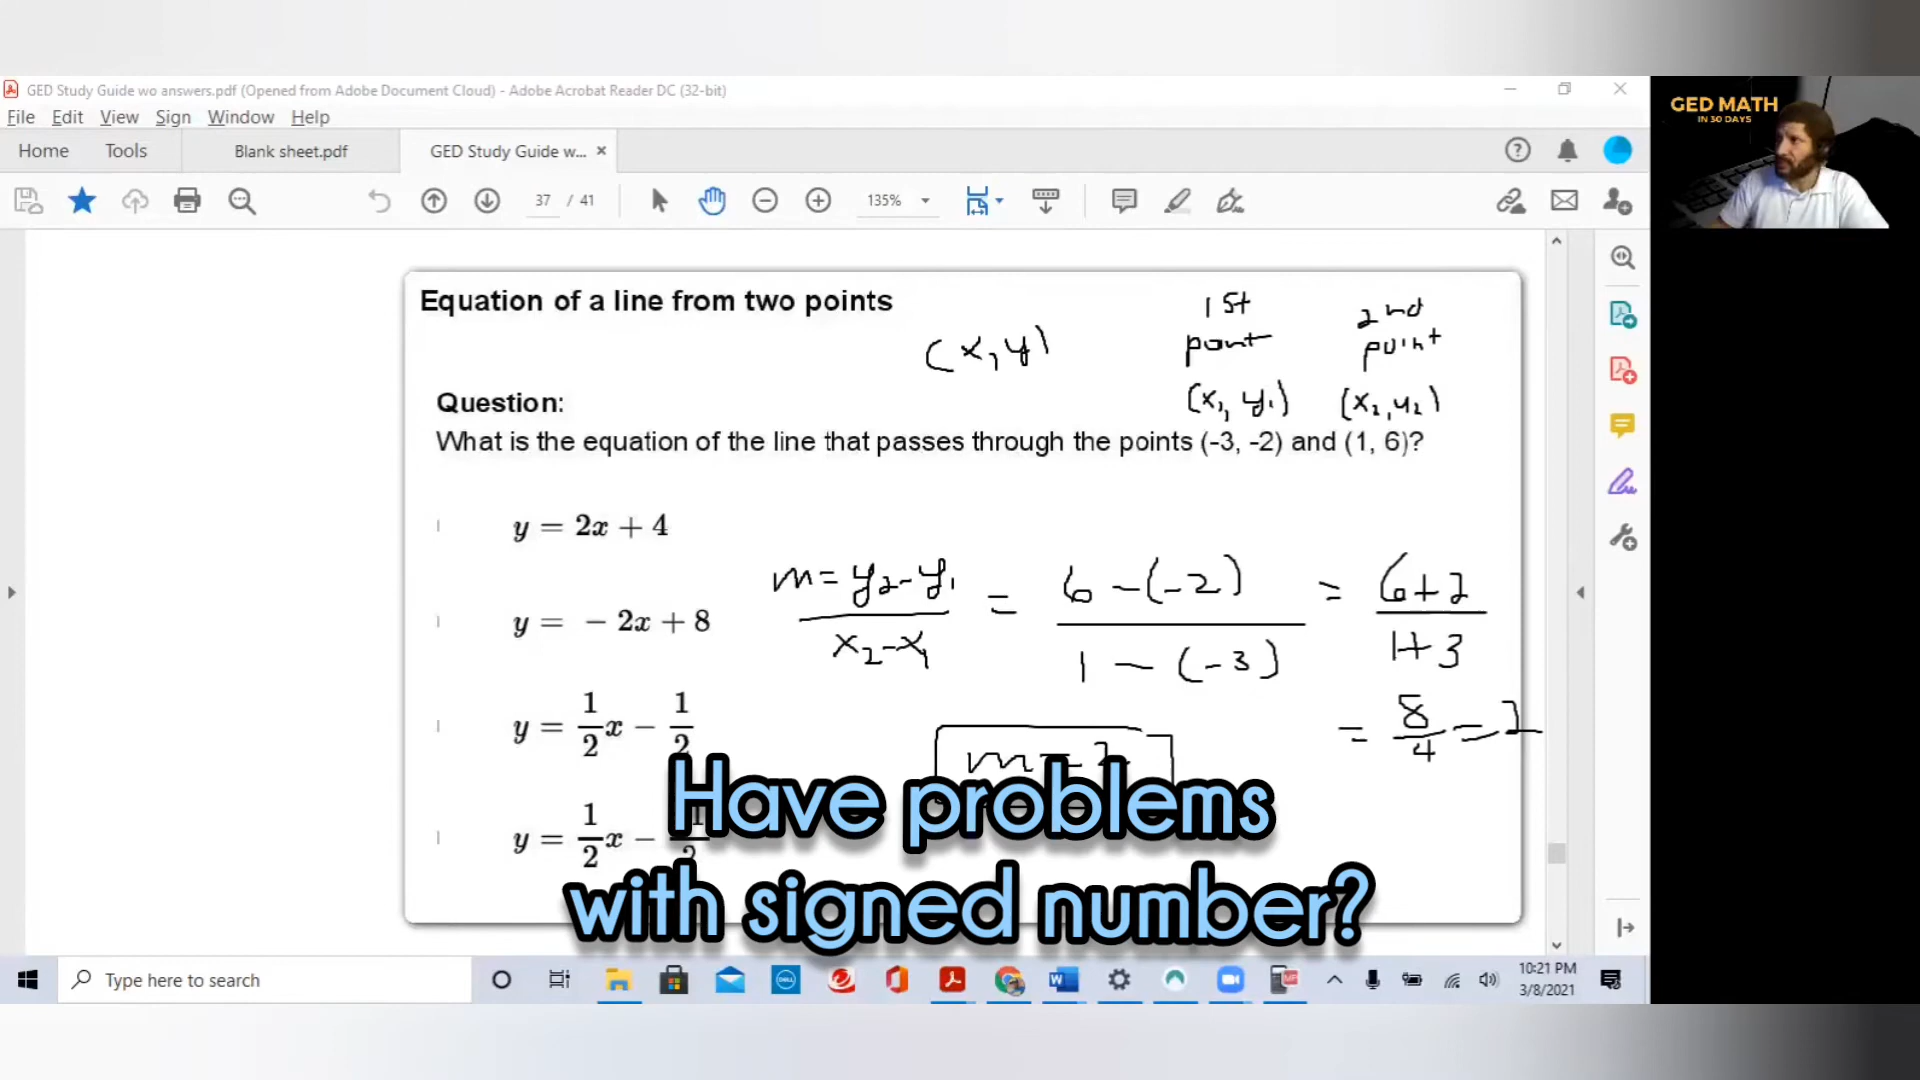 GED Study Guide wo answers.pdf (Opened from Adobe Document Cloud) - Adobe Acrobat Reader DC (32-bit)
File Edit View Sign Window Help
Home Tools Blank sheet.pdf GED Study Guide w... ×
37 / 41 135%
GED MATH
IN 30 DAYS
Equation of a line from two points
(x, y)
1st point
2nd point
(x₁, y₁) (x₂, y₂)
Question:
What is the equation of the line that passes through the points (-3, -2) and (1, 6)?
y = 2x + 4
y = - 2x + 8
y = 1/2 x - 1/2
y = 1/2 x - 1/2
m = y₂-y₁ / x₂-x₁ = 6-(-2) / 1-(-3) = 6+2 / 1+3
= 8/4 = 2
m = 2
Have problems
with signed number?
Type here to search
10:21 PM
3/8/2021